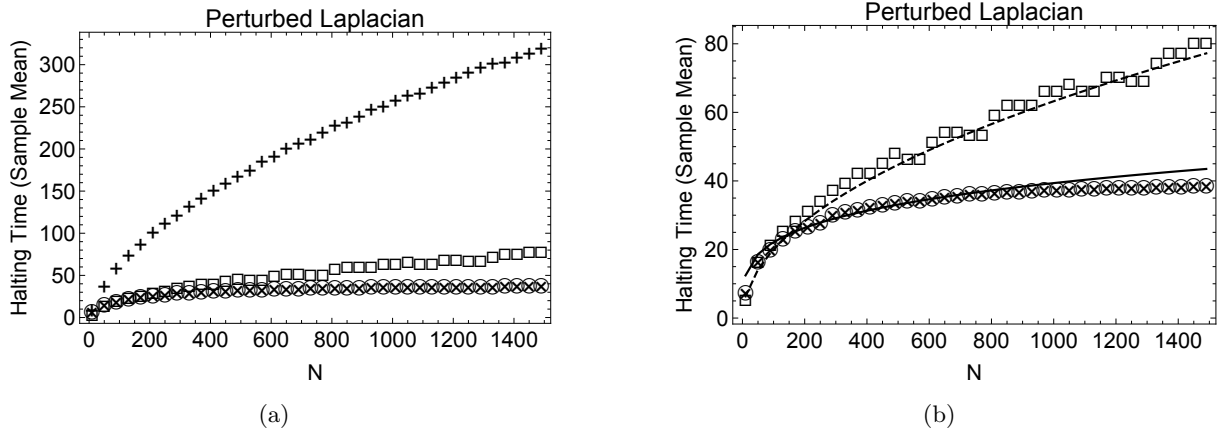 Perturbed Laplacian
Halting Time (Sample Mean)
300
250
200
150
100
50
0
0 200 400 600 800 1000 1200 1400
N
(a)
Perturbed Laplacian
Halting Time (Sample Mean)
80
60
40
20
0
0 200 400 600 800 1000 1200 1400
N
(b)